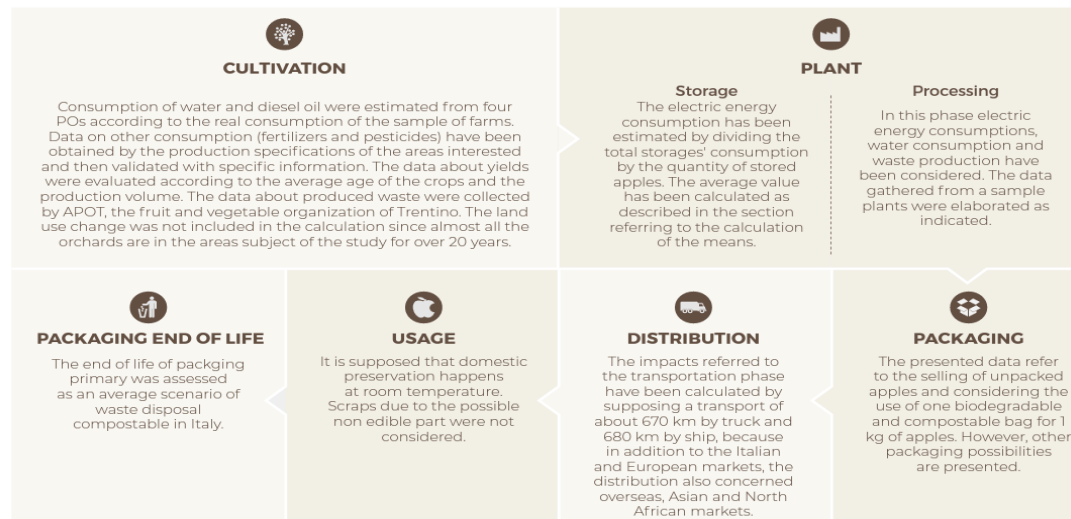 CULTIVATION
Consumption of water and diesel oil were estimated from four
POs according to the real consumption of the sample of farms.
Data on other consumption (fertilizers and pesticides) have been
obtained by the production specifications of the areas interested
and then validated with specific information. The data about yields
were evaluated according to the average age of the crops and the
production volume. The data about produced waste were collected
by APOT, the fruit and vegetable organization of Trentino. The land
use change was not included in the calculation since almost all the
orchards are in the areas subject of the study for over 20 years.
PLANT
Storage
The electric energy
consumption has been
estimated by dividing the
total storages' consumption
by the quantity of stored
apples. The average value
has been calculated as
described in the section
referring to the calculation
of the means.
Processing
In this phase electric
energy consumptions,
water consumption and
waste production have
been considered. The data
gathered from a sample
plants were elaborated as
indicated.
PACKAGING END OF LIFE
The end of life of packging
primary was assessed
as an average scenario of
waste disposal
compostable in Italy.
USAGE
It is supposed that domestic
preservation happens
at room temperature.
Scraps due to the possible
non edible part were not
considered.
DISTRIBUTION
The impacts referred to
the transportation phase
have been calculated by
supposing a transport of
about 670 km by truck and
680 km by ship, because
in addition to the Italian
and European markets, the
distribution also concerned
overseas, Asian and North
African markets.
PACKAGING
The presented data refer
to the selling of unpacked
apples and considering the
use of one biodegradable
and compostable bag for 1
kg of apples. However, other
packaging possibilities
are presented.